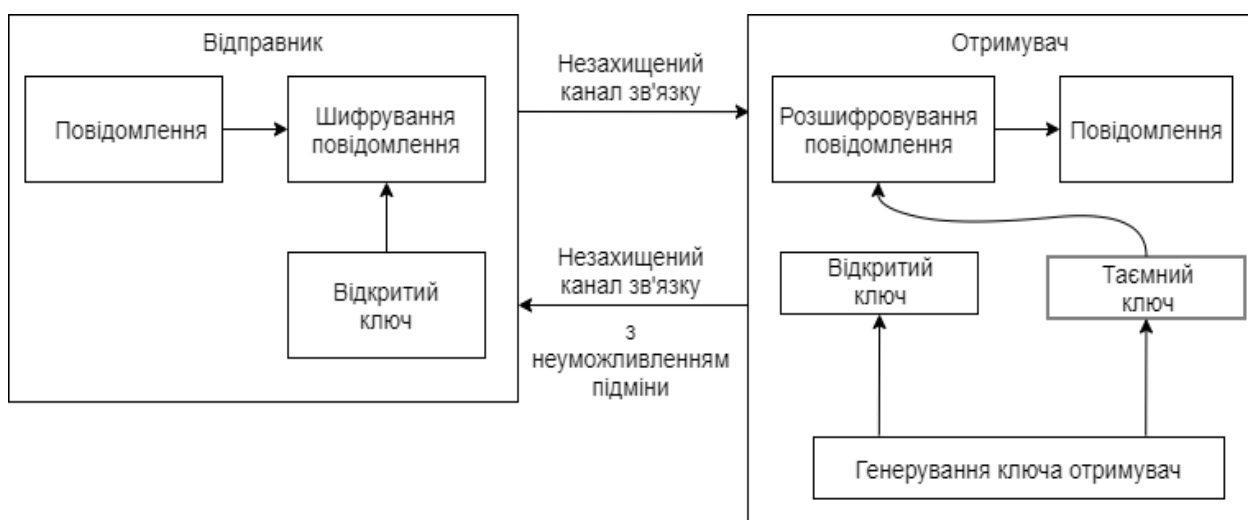 Відправник
Повідомлення
Шифрування
повідомлення
Відкритий
ключ
Незахищений
канал зв'язку
Незахищений
канал зв'язку
з
неуможливленням
підміни
Отримувач
Розшифровування
повідомлення
Повідомлення
Відкритий
ключ
Таємний
ключ
Генерування ключа отримувач